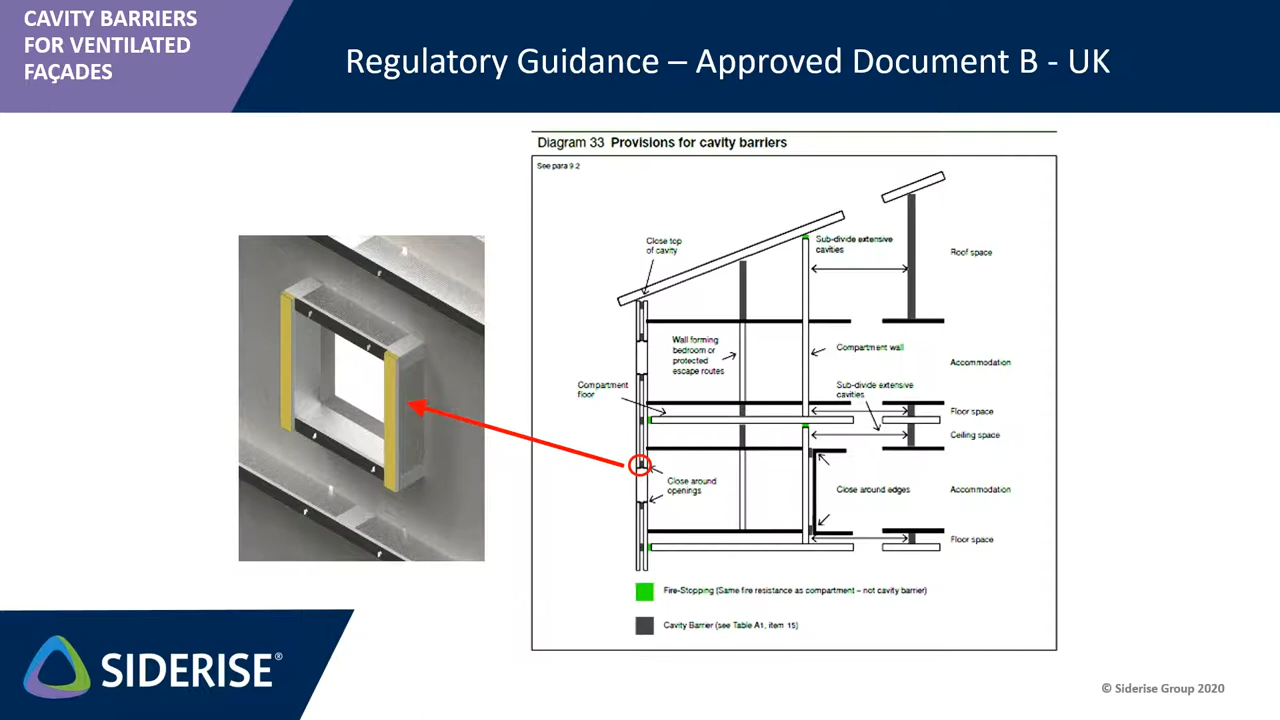 CAVITY BARRIERS
FOR VENTILATED
FAÇADES
Regulatory Guidance – Approved Document B - UK
Diagram 33 Provisions for cavity barriers
See para 9.2
Close top
of cavity
Sub-divide extensive
cavities
Roof space
Wall forming
bedroom or
protected
escape routes
Compartment wall
Accommodation
Compartment
floor
Sub-divide extensive
cavities
Floor space
Ceiling space
Close around
openings
Close around edges
Accommodation
Floor space
Fire-Stopping (Same fire resistance as compartment – not cavity barrier)
Cavity Barrier (see Table A1, item 15)
SIDERISE®
© Siderise Group 2020